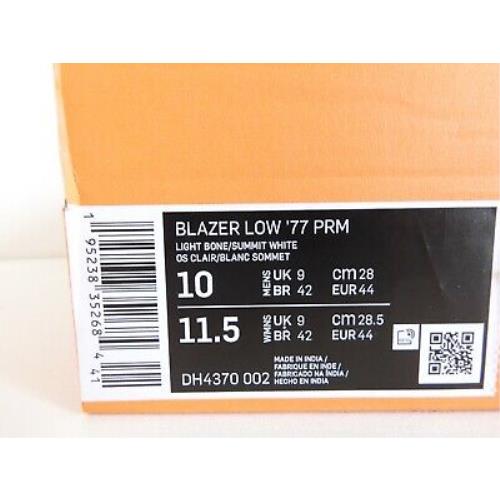 BLAZER LOW '77 PRM
LIGHT BONE/SUMMIT WHITE
OS CLAIR/BLANC SOMMET
10 MENS UK 9 CM 28
BR 42 EUR 44
11.5 WMNS UK 9 CM 28.5
BR 42 EUR 44
DH4370 002
MADE IN INDIA/
FABRIQUE EN INDE/
FABRICADO NA ÍNDIA/
HECHO EN INDIA
1 95238 35268 4 41